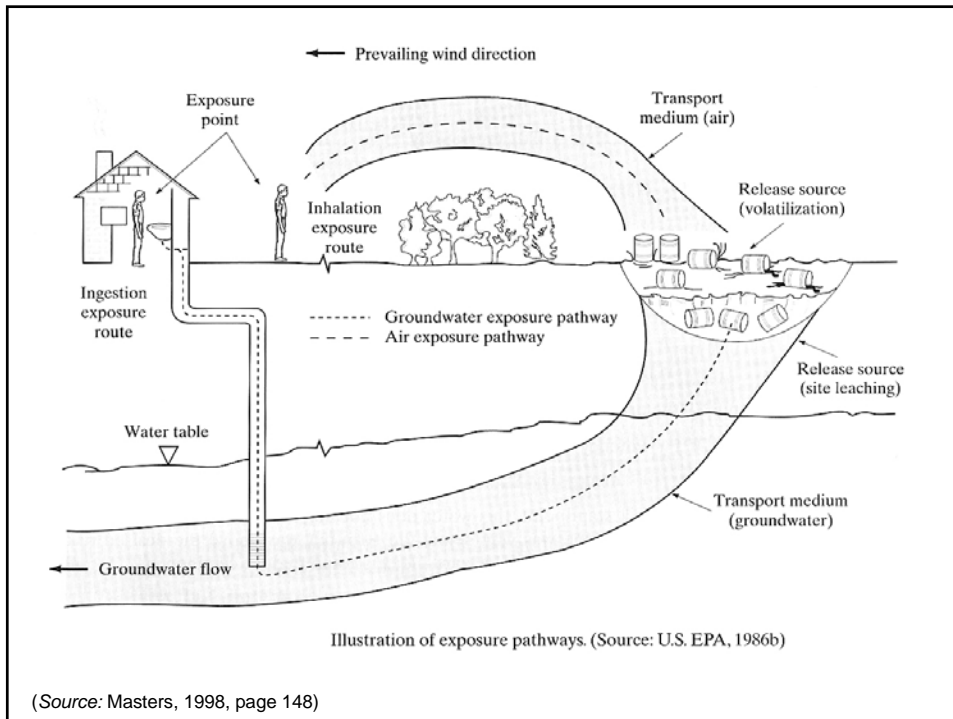 Prevailing wind direction
Exposure
point
Transport
medium (air)
Release source
(volatilization)
Inhalation
exposure
route
Ingestion
exposure
route
Groundwater exposure pathway
Air exposure pathway
Release source
(site leaching)
Water table
Transport medium
(groundwater)
Groundwater flow
Illustration of exposure pathways. (Source: U.S. EPA, 1986b)
(Source: Masters, 1998, page 148)